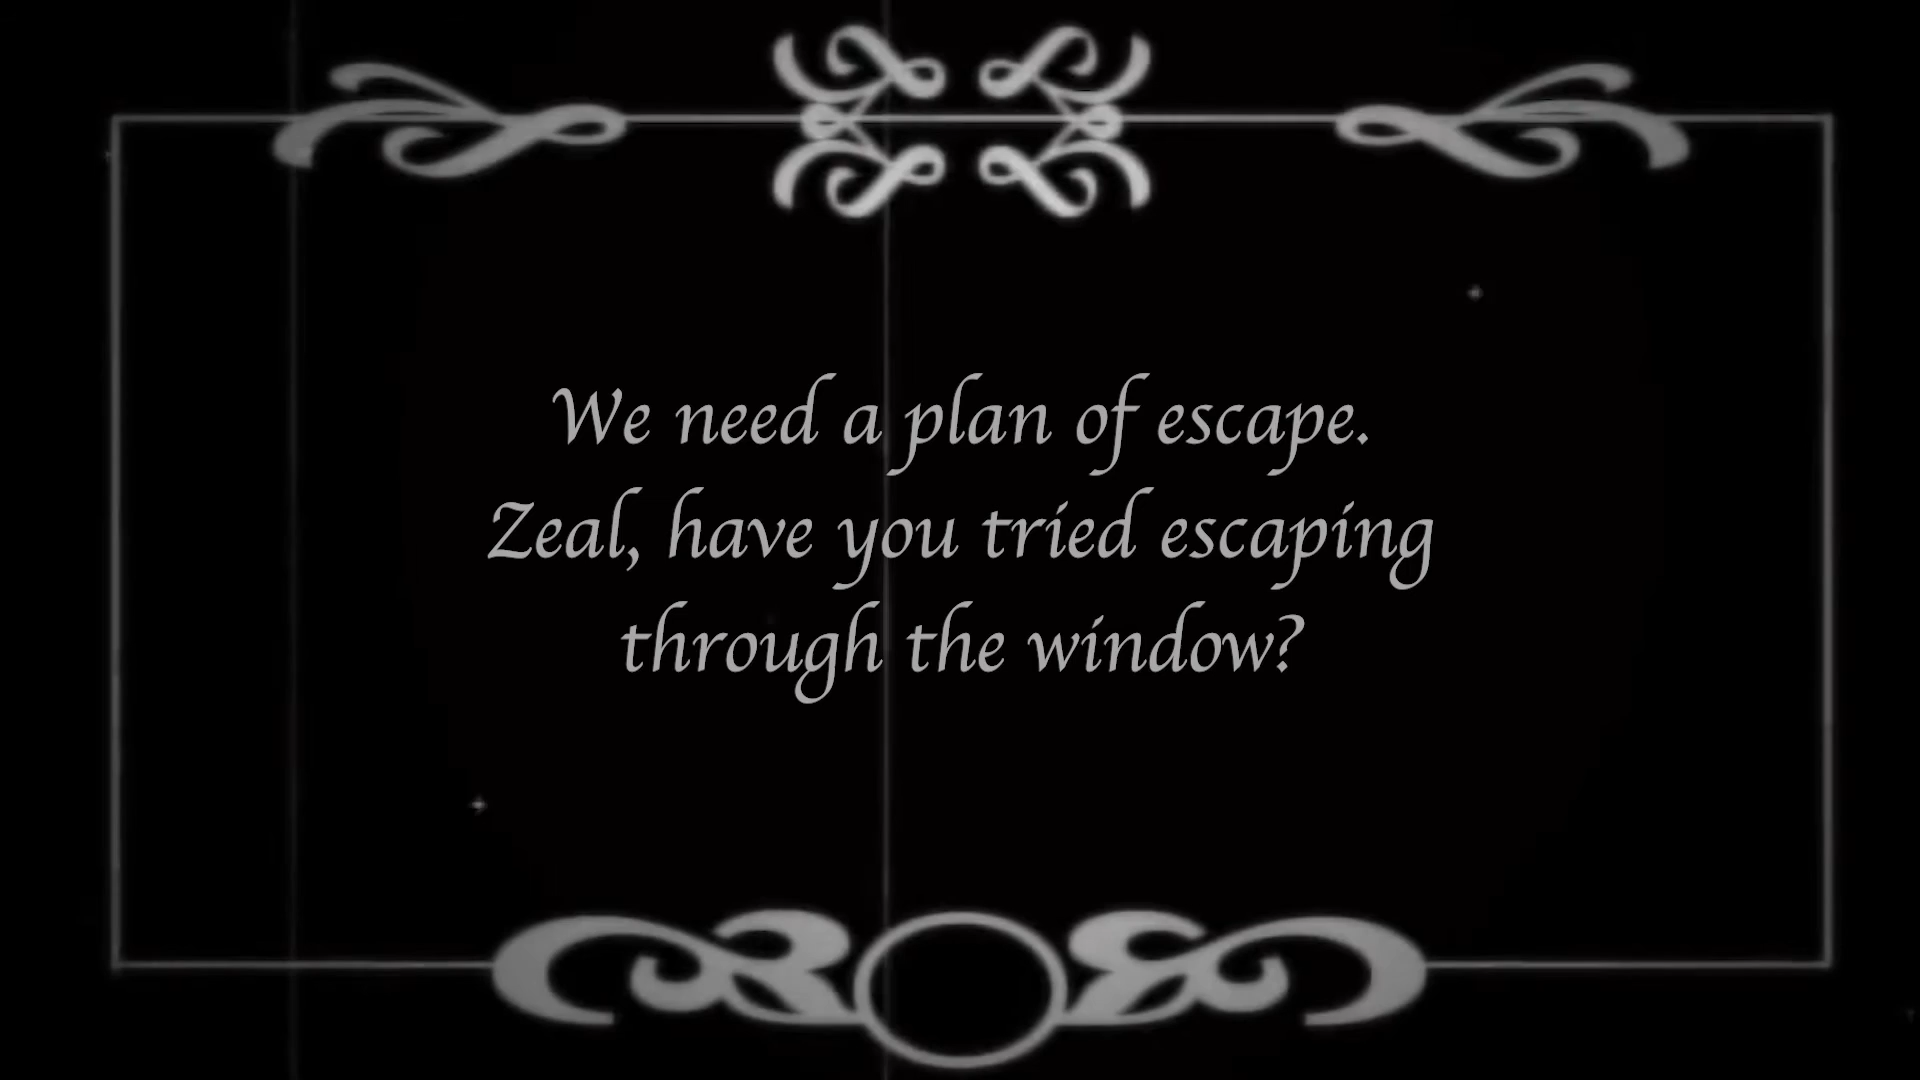 We need a plan of escape.
Zeal, have you tried escaping
through the window?